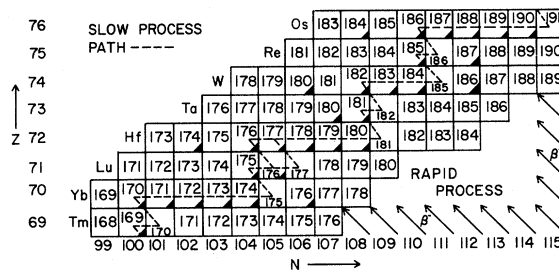 76 Os 183 184 185 186 187 188 189 190 191
SLOW PROCESS
PATH
75 Re 181 182 183 184 185 186 187 188 189 190
74 W 178 179 180 181 182 183 184 185 186 187 188 189
Z
73 Ta 176 177 178 179 180 181 182 183 184 185 186
72 Hf 173 174 175 176 177 178 179 180 181 182 183 184
β
71 Lu 171 172 173 174 175 176 177 178 179 180
RAPID
PROCESS
70 Yb 169 170 171 172 173 174 175 176 177 178
69 Tm 168 169 170 171 172 173 174 175 176
β⁻
99 100 101 102 103 104 105 106 107 108 109 110 111 112 113 114 115
N